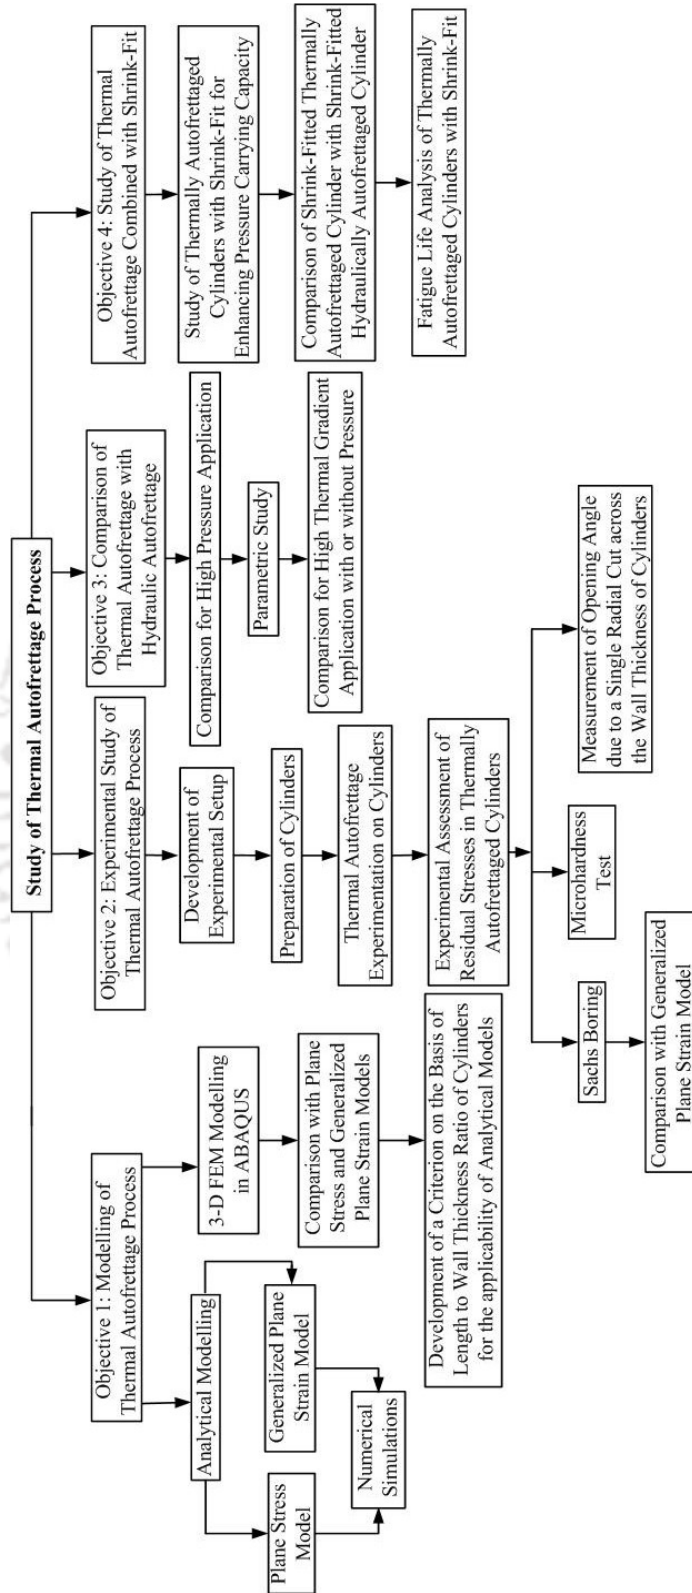 Study of Thermal Autofrettage Process
Objective 1: Modelling of
Thermal Autofrettage Process
Analytical Modelling
Plane Stress
Model
Generalized Plane
Strain Model
Numerical
Simulations
3-D FEM Modelling
in ABAQUS
Comparison with Plane
Stress and Generalized
Plane Strain Models
Development of a Criterion on the Basis of
Length to Wall Thickness Ratio of Cylinders
for the applicability of Analytical Models
Objective 2: Experimental Study of
Thermal Autofrettage Process
Development of
Experimental Setup
Preparation of Cylinders
Thermal Autofrettage
Experimentation on Cylinders
Experimental Assessment of
Residual Stresses in Thermally
Autofrettaged Cylinders
Sachs Boring
Comparison with Generalized
Plane Strain Model
Microhardness
Test
Measurement of Opening Angle
due to a Single Radial Cut across
the Wall Thickness of Cylinders
Objective 3: Comparison of
Thermal Autofrettage with
Hydraulic Autofrettage
Comparison for High Pressure Application
Parametric Study
Comparison for High Thermal Gradient
Application with or without Pressure
Objective 4: Study of Thermal
Autofrettage Combined with Shrink-Fit
Study of Thermally Autofrettaged
Cylinders with Shrink-Fit for
Enhancing Pressure Carrying Capacity
Comparison of Shrink-Fitted Thermally
Autofrettaged Cylinder with Shrink-Fitted
Hydraulically Autofrettaged Cylinder
Fatigue Life Analysis of Thermally
Autofrettaged Cylinders with Shrink-Fit